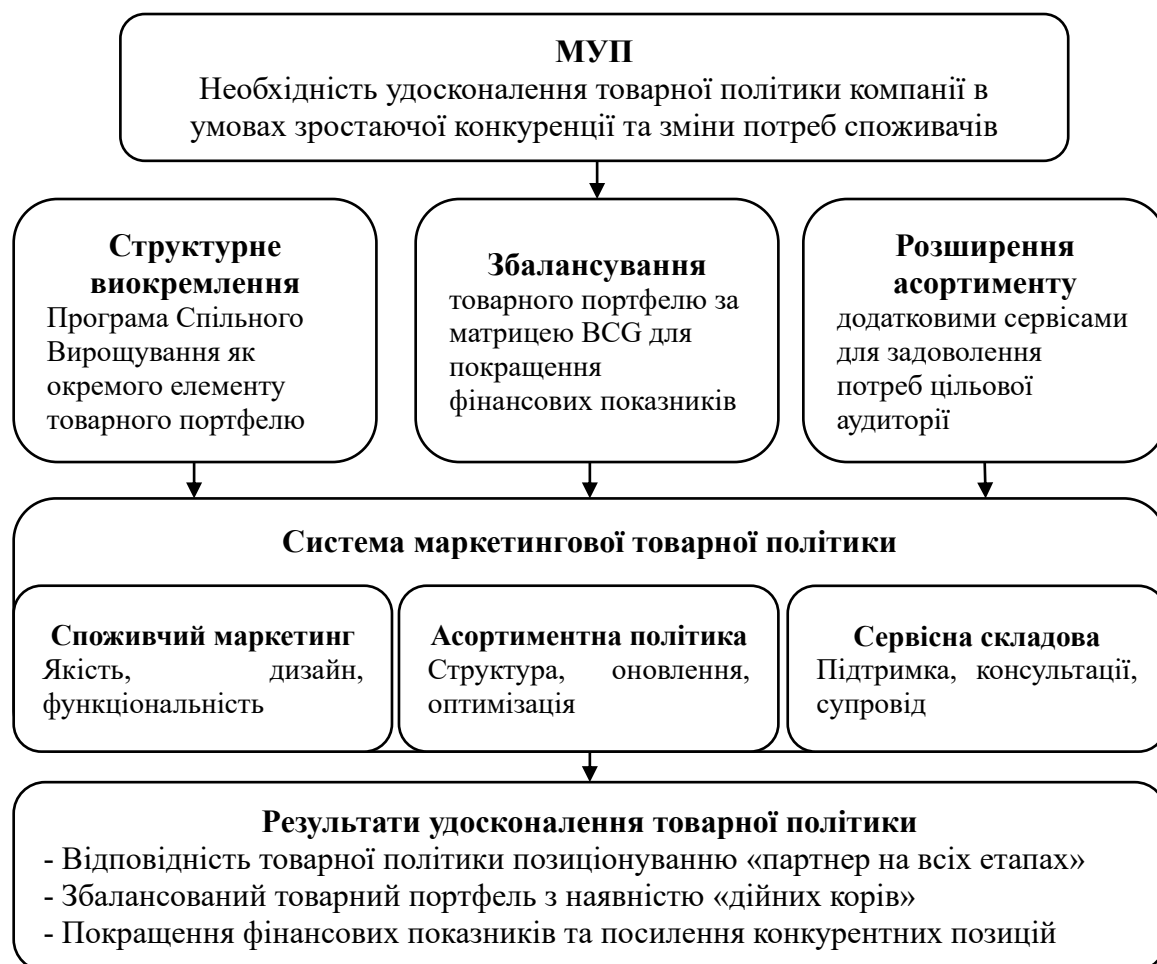 МУП
Необхідність удосконалення товарної політики компанії в
умовах зростаючої конкуренції та зміни потреб споживачів
Структурне
виокремлення
Програма Спільного
Вирощування як
окремого елементу
товарного портфелю
Збалансування
товарного портфелю за
матрицею BCG для
покращення
фінансових показників
Розширення
асортименту
додатковими сервісами
для задоволення
потреб цільової
аудиторії
Система маркетингової товарної політики
Споживчий маркетинг
Якість, дизайн,
функціональність
Асортиментна політика
Структура, оновлення,
оптимізація
Сервісна складова
Підтримка, консультації,
супровід
Результати удосконалення товарної політики
- Відповідність товарної політики позиціонуванню «партнер на всіх етапах»
- Збалансований товарний портфель з наявністю «дійних корів»
- Покращення фінансових показників та посилення конкурентних позицій